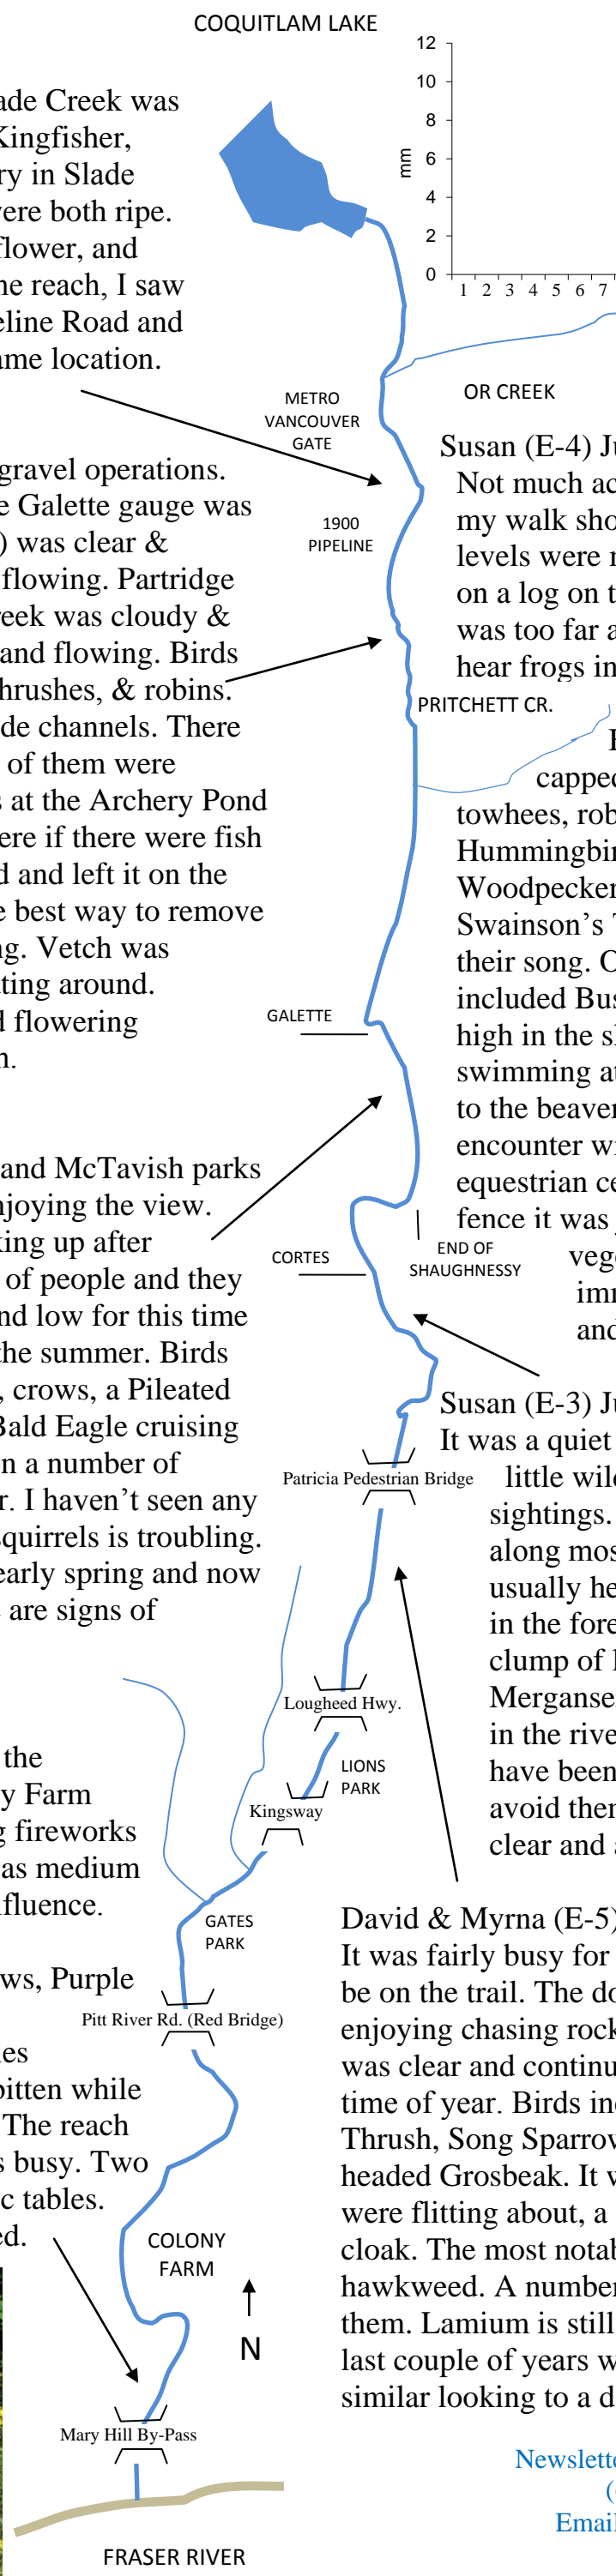 COQUITLAM LAKE
12
10
8
6
4
2
0
mm
1 2 3 4 5 6 7
ade Creek was
Kingfisher,
ry in Slade
were both ripe.
flower, and
he reach, I saw
eline Road and
ame location.
OR CREEK
METRO
VANCOUVER
GATE
1900
PIPELINE
gravel operations.
e Galette gauge was
) was clear &
flowing. Partridge
reek was cloudy &
and flowing. Birds
hrushes, & robins.
de channels. There
of them were
s at the Archery Pond
ere if there were fish
d and left it on the
e best way to remove
ng. Vetch was
ting around.
d flowering
n.
Susan (E-4) Ju
Not much ac
my walk sho
levels were
on a log on t
was too far a
hear frogs in
PRITCHETT CR.
capped
towhees, rob
Hummingbir
Woodpecker
Swainson's
their song. O
included Bus
high in the s
swimming at
to the beaver
encounter wi
equestrian ce
fence it was
vege
imm
and
GALETTE
and McTavish parks
njoying the view.
king up after
of people and they
nd low for this time
the summer. Birds
, crows, a Pileated
Bald Eagle cruising
n a number of
r. I haven't seen any
squirrels is troubling.
early spring and now
e are signs of
CORTES
END OF
SHAUGHNESSY
Susan (E-3) Ju
It was a quiet
little wild
sightings.
along mos
usually he
in the fore
clump of
Merganse
in the rive
have been
avoid them
clear and a
Patricia Pedestrian Bridge
Lougheed Hwy.
LIONS
PARK
Kingsway
the
y Farm
g fireworks
as medium
nfluence.
ws, Purple
es
bitten while
The reach
s busy. Two
c tables.
ed.
GATES
PARK
Pitt River Rd. (Red Bridge)
COLONY
FARM
N
Mary Hill By-Pass
FRASER RIVER
David & Myrna (E-5)
It was fairly busy for
be on the trail. The do
enjoying chasing rock
was clear and continu
time of year. Birds inc
Thrush, Song Sparrow
headed Grosbeak. It w
were flitting about, a
cloak. The most notab
hawkweed. A number
them. Lamium is still
last couple of years w
similar looking to a d
Newslette
(
Email